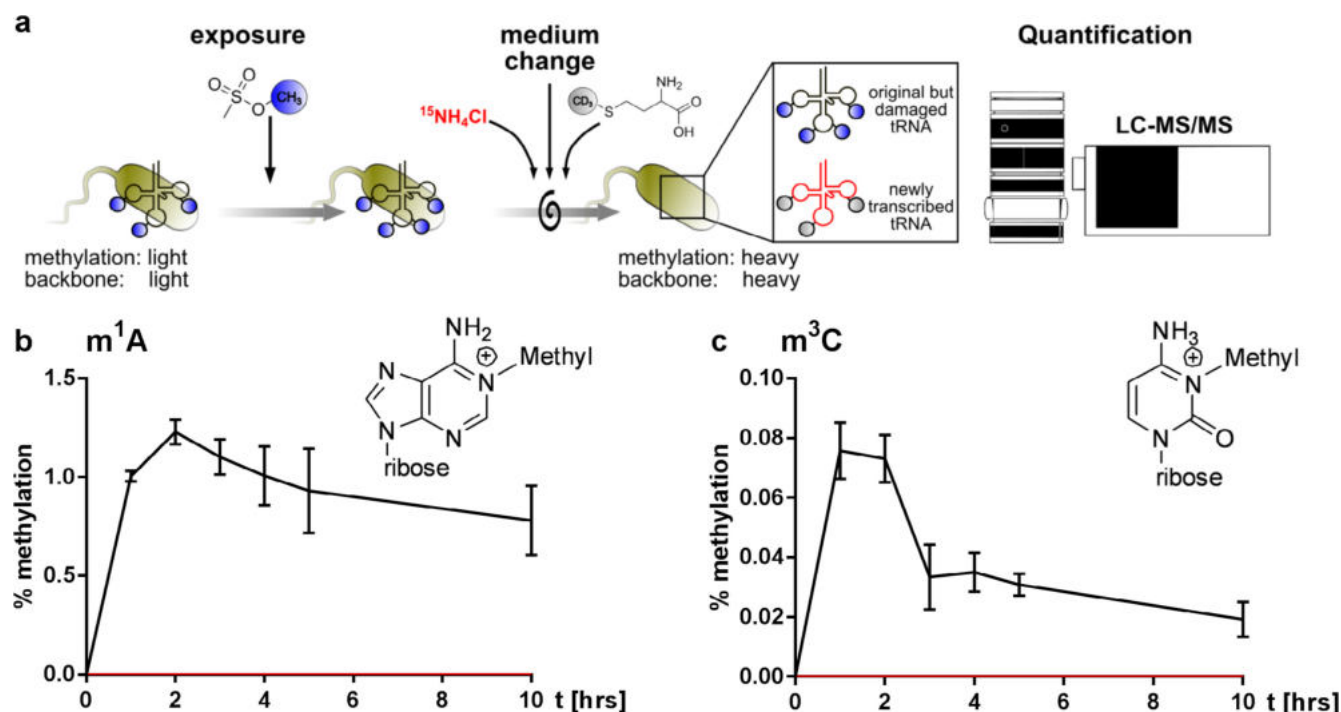 a
exposure
medium
change
Quantification
CH₃
O
S
O
O
¹⁵NH₄Cl
CD₃
S
NH₂
O
OH
original but
damaged
tRNA
newly
transcribed
tRNA
LC-MS/MS
methylation: light
backbone: light
methylation: heavy
backbone: heavy
b m¹A
NH₂
+
Methyl
N
N
N
N
ribose
% methylation
1.5
1.0
0.5
0.0
0 2 4 6 8 10 t [hrs]
c m³C
NH₃
+
Methyl
N
N
O
ribose
% methylation
0.10
0.08
0.06
0.04
0.02
0.00
0 2 4 6 8 10 t [hrs]